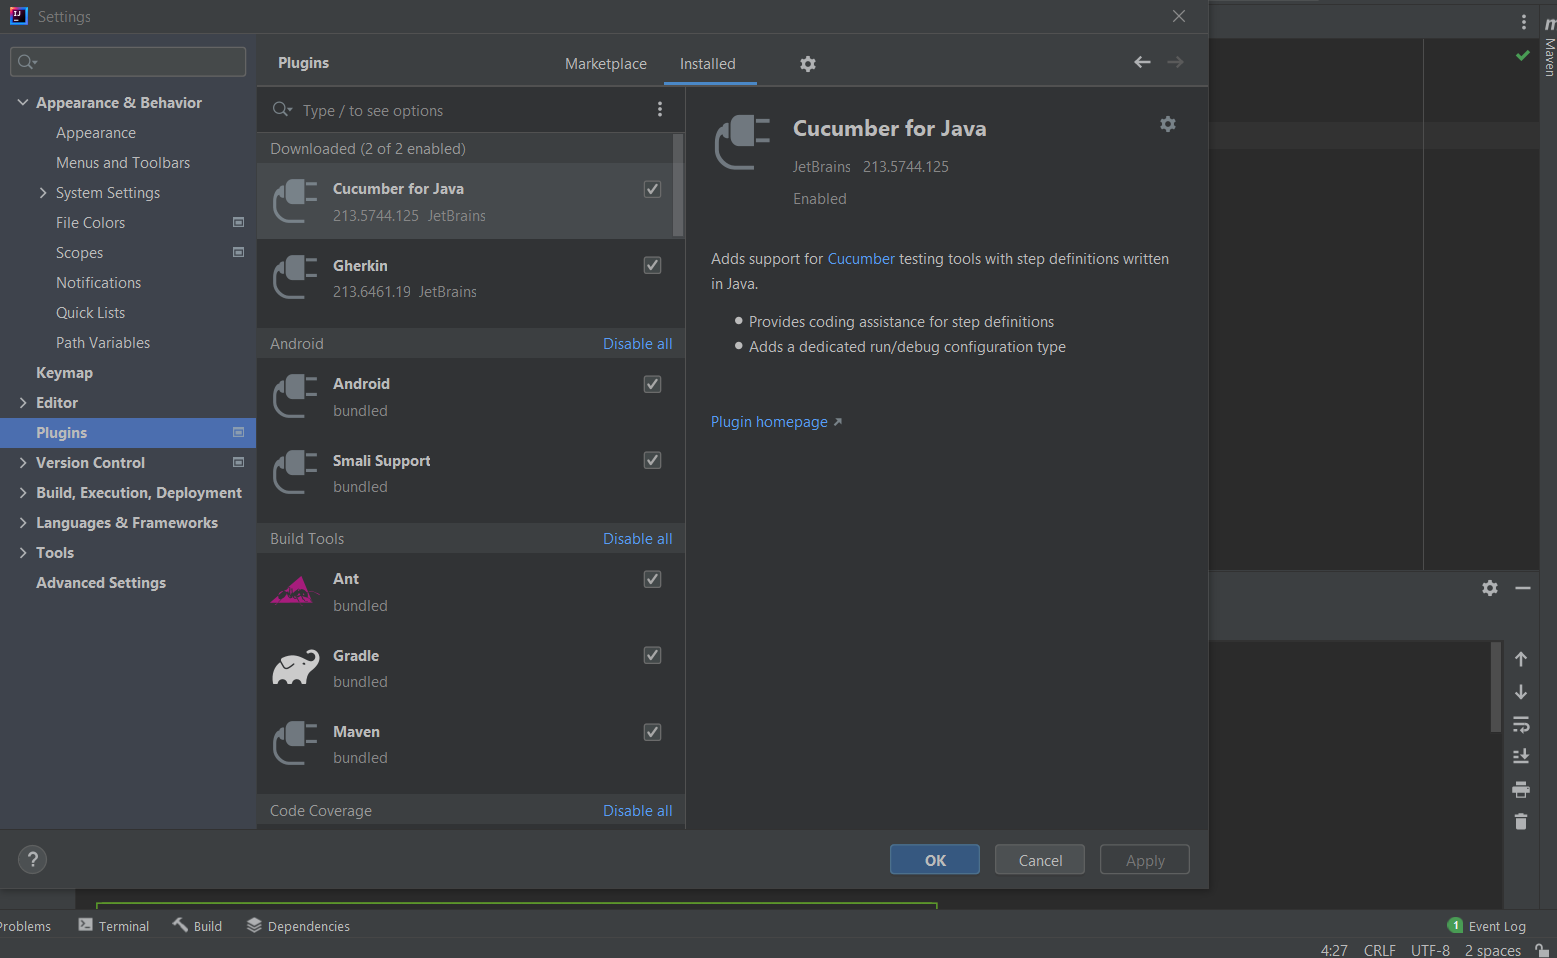 Settings
Plugins
Marketplace
Installed
Appearance & Behavior
Appearance
Menus and Toolbars
System Settings
File Colors
Scopes
Notifications
Quick Lists
Path Variables
Keymap
Editor
Plugins
Version Control
Build, Execution, Deployment
Languages & Frameworks
Tools
Advanced Settings
Type / to see options
Downloaded (2 of 2 enabled)
Cucumber for Java
213.5744.125 JetBrains
Gherkin
213.6461.19 JetBrains
Android Disable all
Android
bundled
Smali Support
bundled
Build Tools Disable all
Ant
bundled
Gradle
bundled
Maven
bundled
Code Coverage Disable all
Cucumber for Java
JetBrains 213.5744.125
Enabled
Adds support for Cucumber testing tools with step definitions written
in Java.
Provides coding assistance for step definitions
Adds a dedicated run/debug configuration type
Plugin homepage
?
OK
Cancel
Apply
Maven
Problems
Terminal
Build
Dependencies
1 Event Log
4:27 CRLF UTF-8 2 spaces